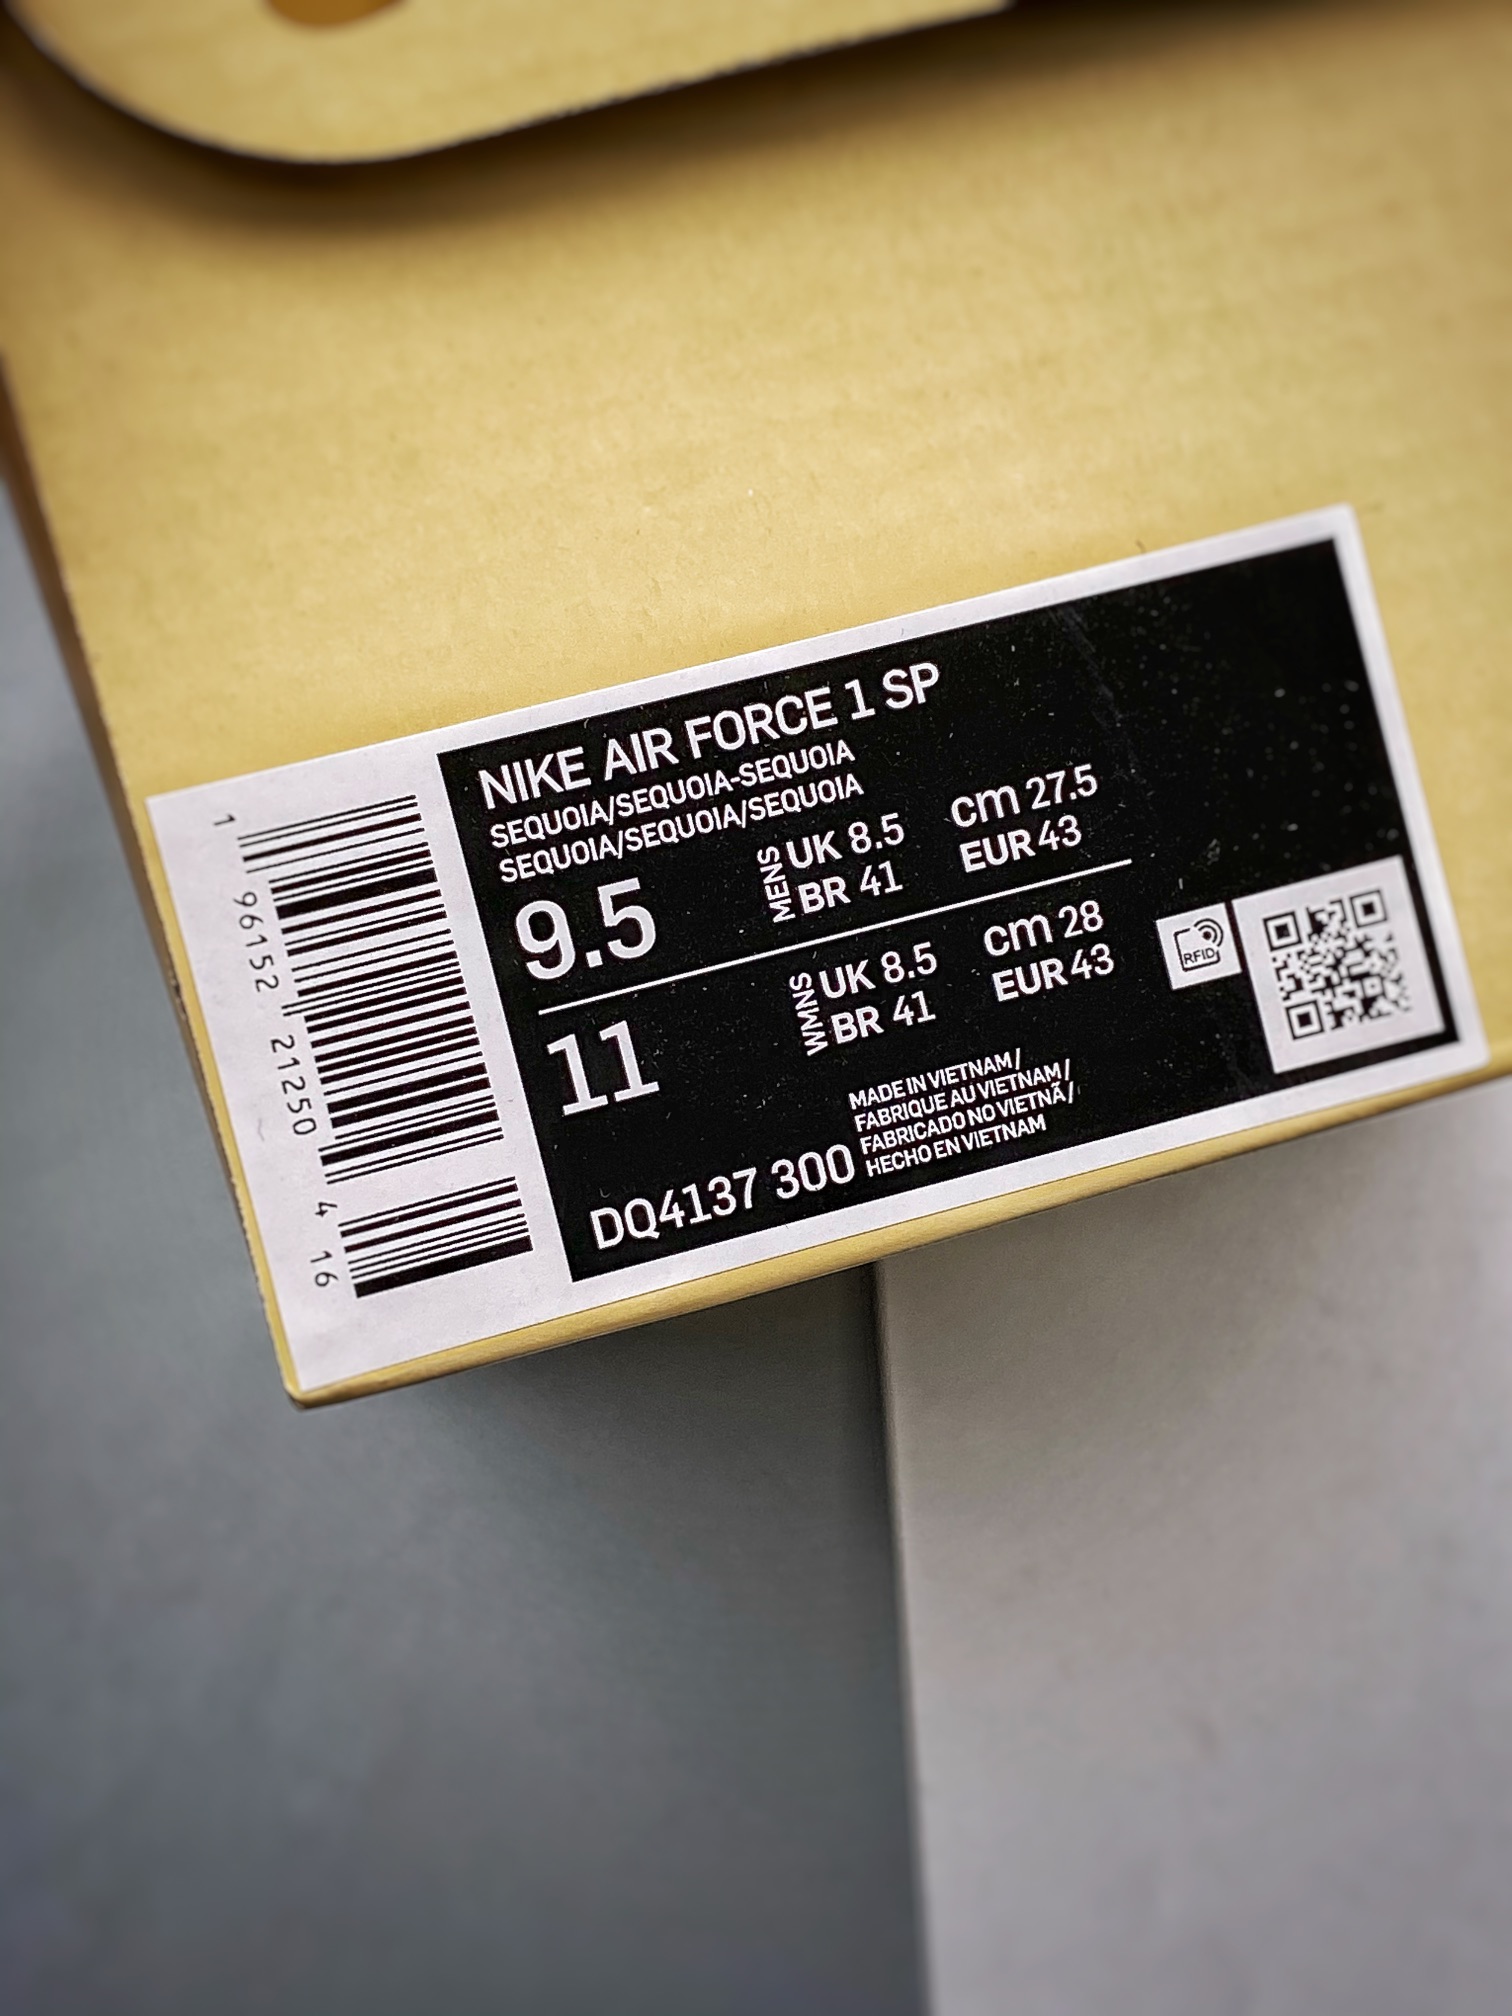 NIKE AIR FORCE 1 SP
SEQUOIA/SEQUOIA-SEQUOIA
SEQUOIA/SEQUOIA/SEQUOIA
9.5
MENS
UK 8.5
cm 27.5
BR 41
EUR 43
11
WMNS
UK 8.5
cm 28
BR 41
EUR 43
RFID
MADE IN VIETNAM/
FABRIQUE AU VIETNAM/
FABRICADO NO VIETNÃ/
HECHO EN VIETNAM
DQ4137 300
1 96152 21250 4 16